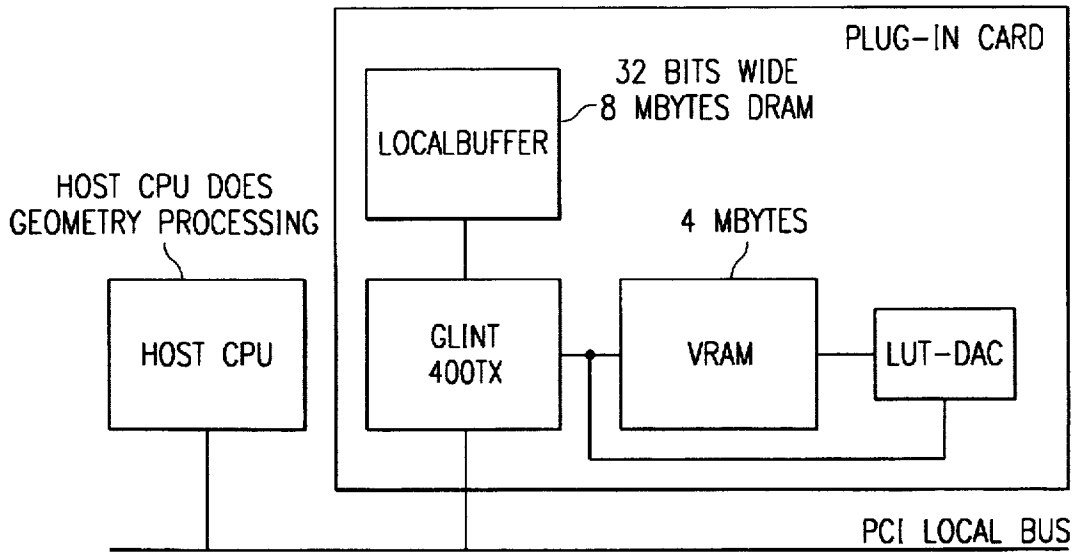 PLUG-IN CARD
32 BITS WIDE
8 MBYTES DRAM
LOCALBUFFER
HOST CPU DOES
GEOMETRY PROCESSING
4 MBYTES
HOST CPU
GLINT
400TX
VRAM
LUT-DAC
PCI LOCAL BUS